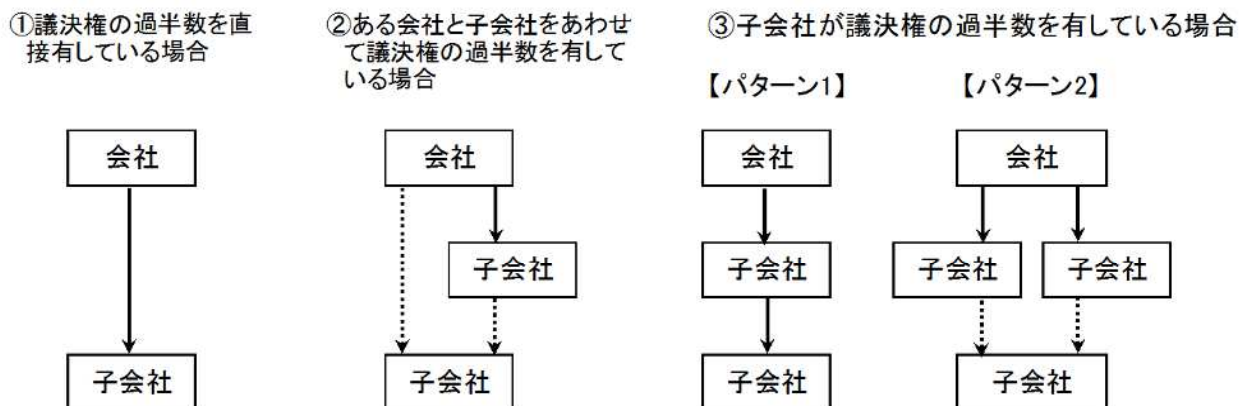 ①議決権の過半数を直
接有している場合
②ある会社と子会社をあわせ
て議決権の過半数を有して
いる場合
③子会社が議決権の過半数を有している場合
【パターン1】
【パターン2】
会社
子会社
会社
子会社
子会社
会社
子会社
子会社
会社
子会社
子会社
子会社